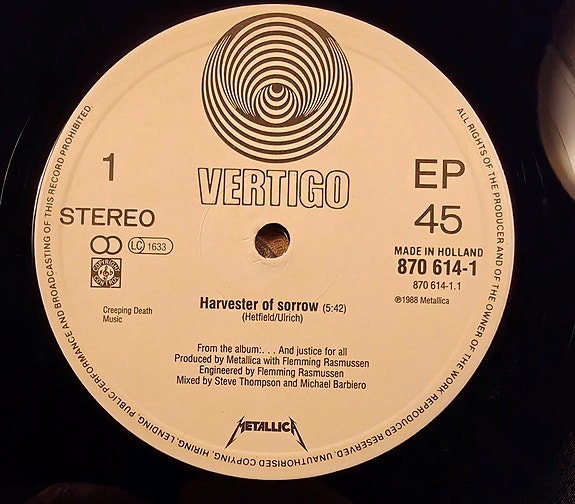 VERTIGO
1
STEREO
LC 1633
COPYRIGHT CONTROL
Creeping Death
Music
EP
45
MADE IN HOLLAND
870 614-1
870 614-1.1
℗1988 Metallica
Harvester of sorrow (5:42)
(Hetfield/Ulrich)
From the album:. . . And justice for all
Produced by Metallica with Flemming Rasmussen
Engineered by Flemming Rasmussen
Mixed by Steve Thompson and Michael Barbiero
METALLICA
ALL RIGHTS OF THE PRODUCER AND OF THE OWNER OF THE WORK REPRODUCED RESERVED. UNAUTHORISED COPYING, HIRING, LENDING, PUBLIC PERFORMANCE AND BROADCASTING OF THIS RECORD PROHIBITED.